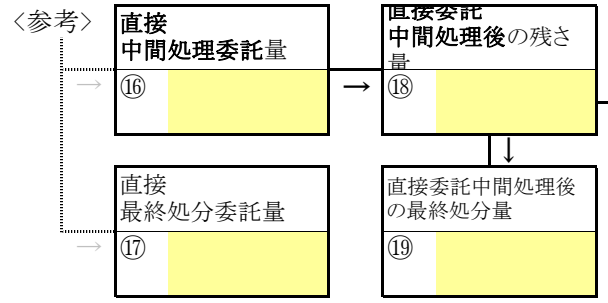 〈参考〉
直接
中間処理委託量
→
⑯
→
直接委託
中間処理後の残さ
量
⑱
↓
直接
最終処分委託量
→
⑰
直接委託中間処理後
の最終処分量
⑲